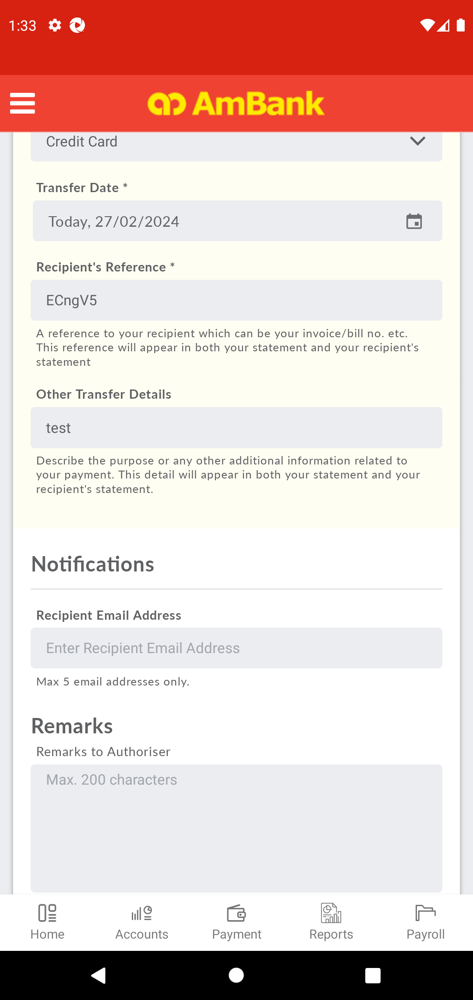 1:33
AmBank
Credit Card
Transfer Date *
Today, 27/02/2024
Recipient's Reference *
ECngV5
A reference to your recipient which can be your invoice/bill no. etc.
This reference will appear in both your statement and your recipient's
statement
Other Transfer Details
test
Describe the purpose or any other additional information related to
your payment. This detail will appear in both your statement and your
recipient's statement.
Notifications
Recipient Email Address
Enter Recipient Email Address
Max 5 email addresses only.
Remarks
Remarks to Authoriser
Max. 200 characters
Home Accounts Payment Reports Payroll